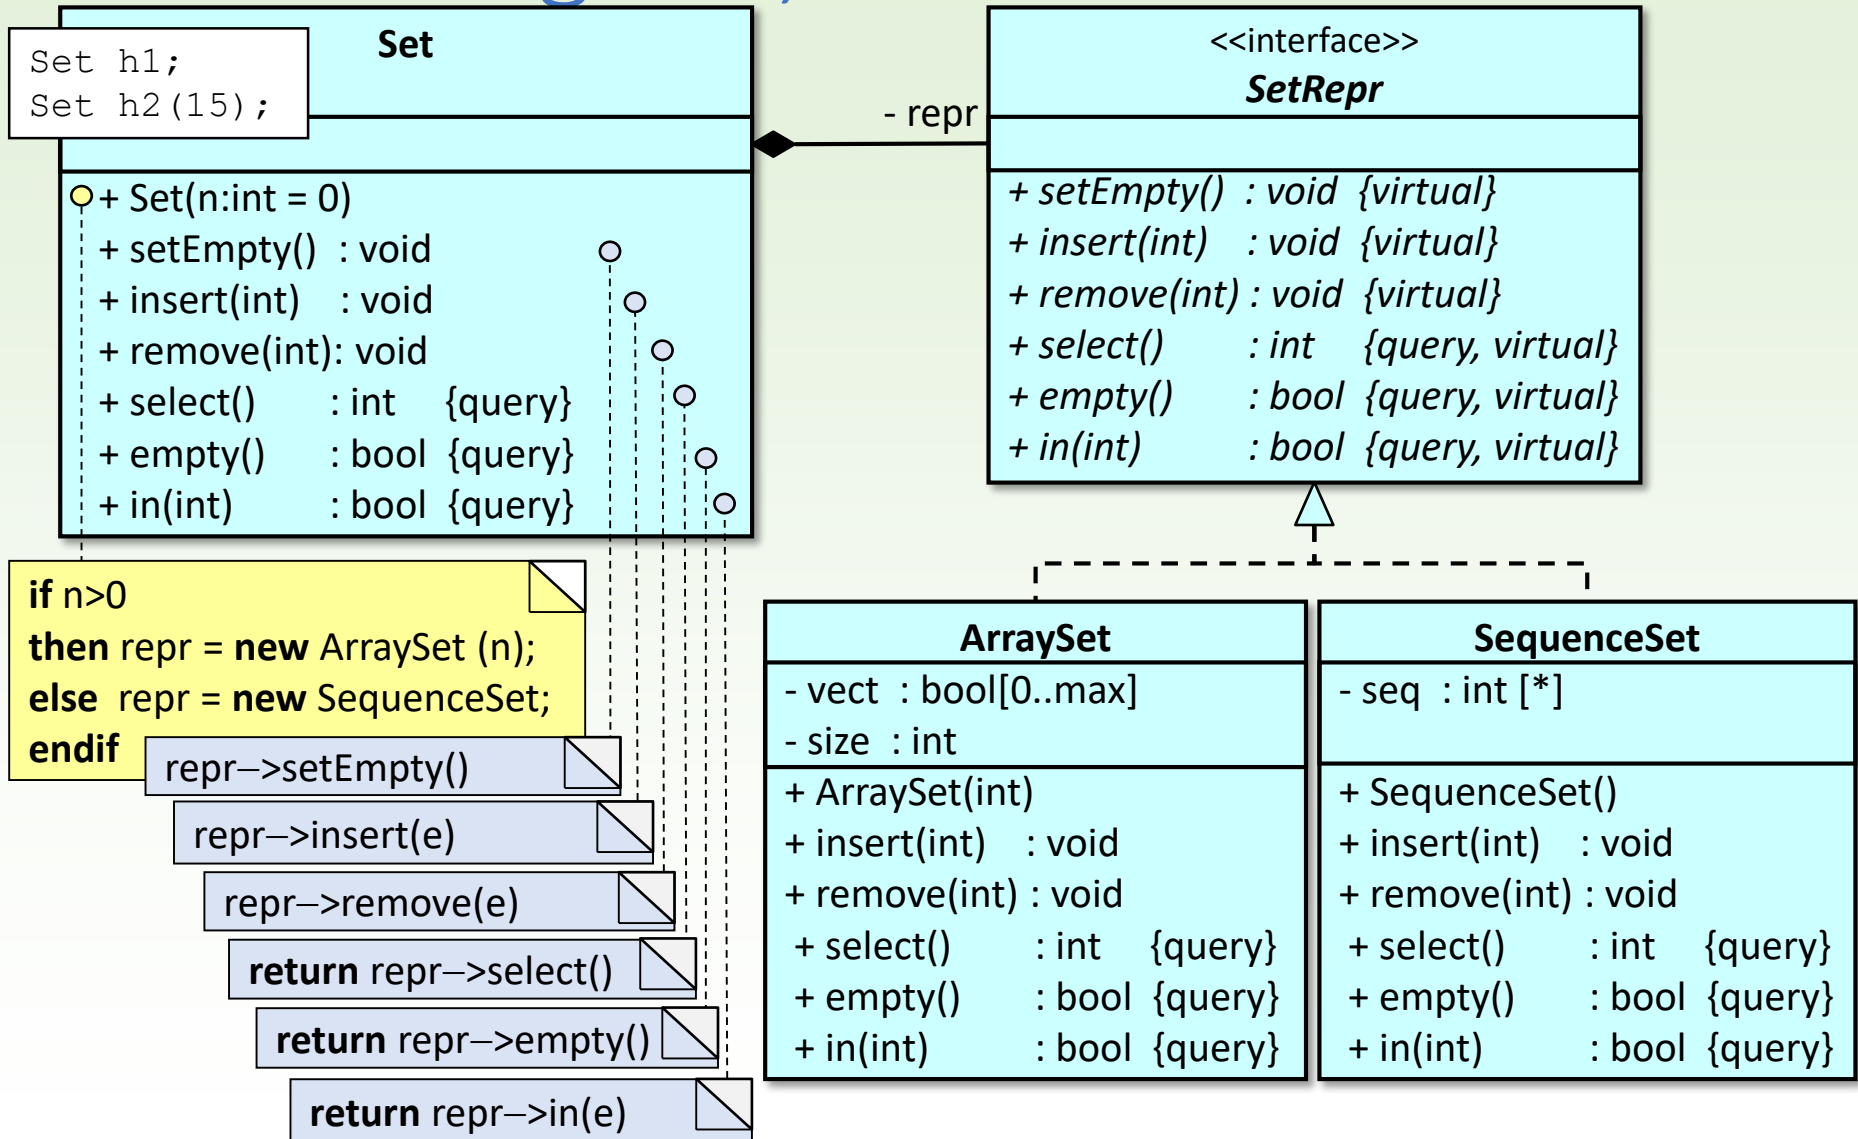 Set h1;
Set h2(15);
Set
+ Set(n:int = 0)
+ setEmpty() : void
+ insert(int) : void
+ remove(int): void
+ select() : int {query}
+ empty() : bool {query}
+ in(int) : bool {query}
- repr
<<interface>>
SetRepr
+ setEmpty() : void {virtual}
+ insert(int) : void {virtual}
+ remove(int) : void {virtual}
+ select() : int {query, virtual}
+ empty() : bool {query, virtual}
+ in(int) : bool {query, virtual}
if n>0
then repr = new ArraySet (n);
else repr = new SequenceSet;
endif
repr–>setEmpty()
repr–>insert(e)
repr–>remove(e)
return repr–>select()
return repr–>empty()
return repr–>in(e)
ArraySet
- vect : bool[0..max]
- size : int
+ ArraySet(int)
+ insert(int) : void
+ remove(int) : void
+ select() : int {query}
+ empty() : bool {query}
+ in(int) : bool {query}
SequenceSet
- seq : int [*]
+ SequenceSet()
+ insert(int) : void
+ remove(int) : void
+ select() : int {query}
+ empty() : bool {query}
+ in(int) : bool {query}